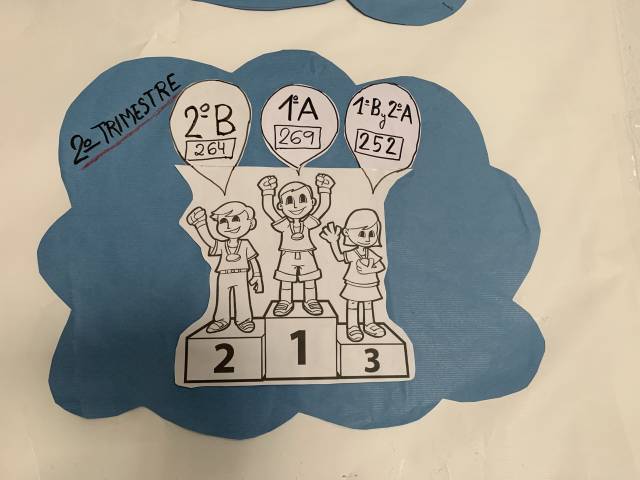 2º TRIMESTRE
2º B
264
1º A
269
1º B y 2º A
252
2
1
3